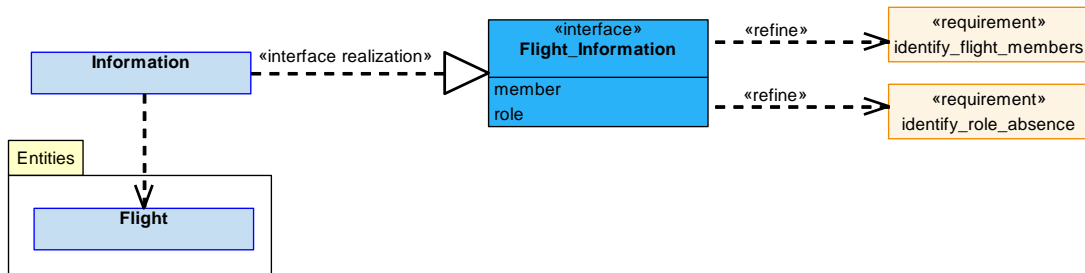 «interface»
Flight_Information
member
role
Information
«interface realization»
«refine»
«requirement»
identify_flight_members
«refine»
«requirement»
identify_role_absence
Entities
Flight